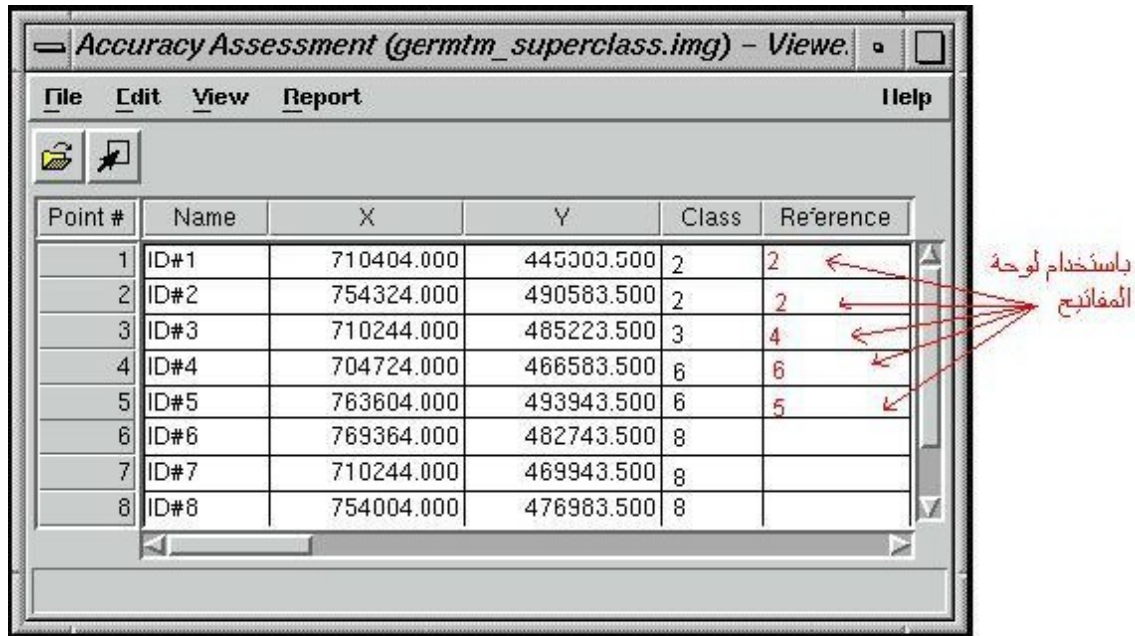 Accuracy Assessment (germtm_superclass.img) – Viewe.
File Edit View Report Help
Point # Name X Y Class Reference
1 ID#1 710404.000 445303.500 2 2
2 ID#2 754324.000 490583.500 2 2
3 ID#3 710244.000 485223.500 3 4
4 ID#4 704724.000 466583.500 6 6
5 ID#5 763604.000 493943.500 6 5
6 ID#6 769364.000 482743.500 8
7 ID#7 710244.000 469943.500 8
8 ID#8 754004.000 476983.500 8
باستخدام لوحة
المفاتيح